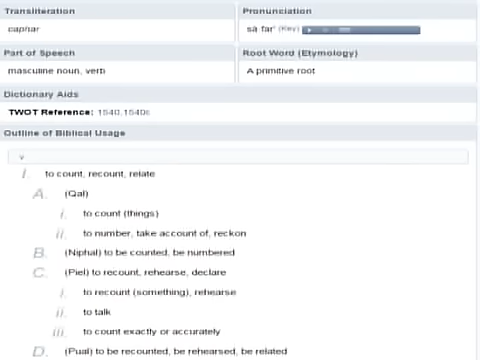 Transliteration
Pronunciation
caphar
sä·far' (Key)
Part of Speech
Root Word (Etymology)
masculine noun, verb
A primitive root
Dictionary Aids
TWOT Reference: 1540,1540c
Outline of Biblical Usage
v
I. to count, recount, relate
A. (Qal)
i. to count (things)
ii. to number, take account of, reckon
B. (Niphal) to be counted, be numbered
C. (Piel) to recount, rehearse, declare
i. to recount (something), rehearse
ii. to talk
iii. to count exactly or accurately
D. (Pual) to be recounted, be rehearsed, be related